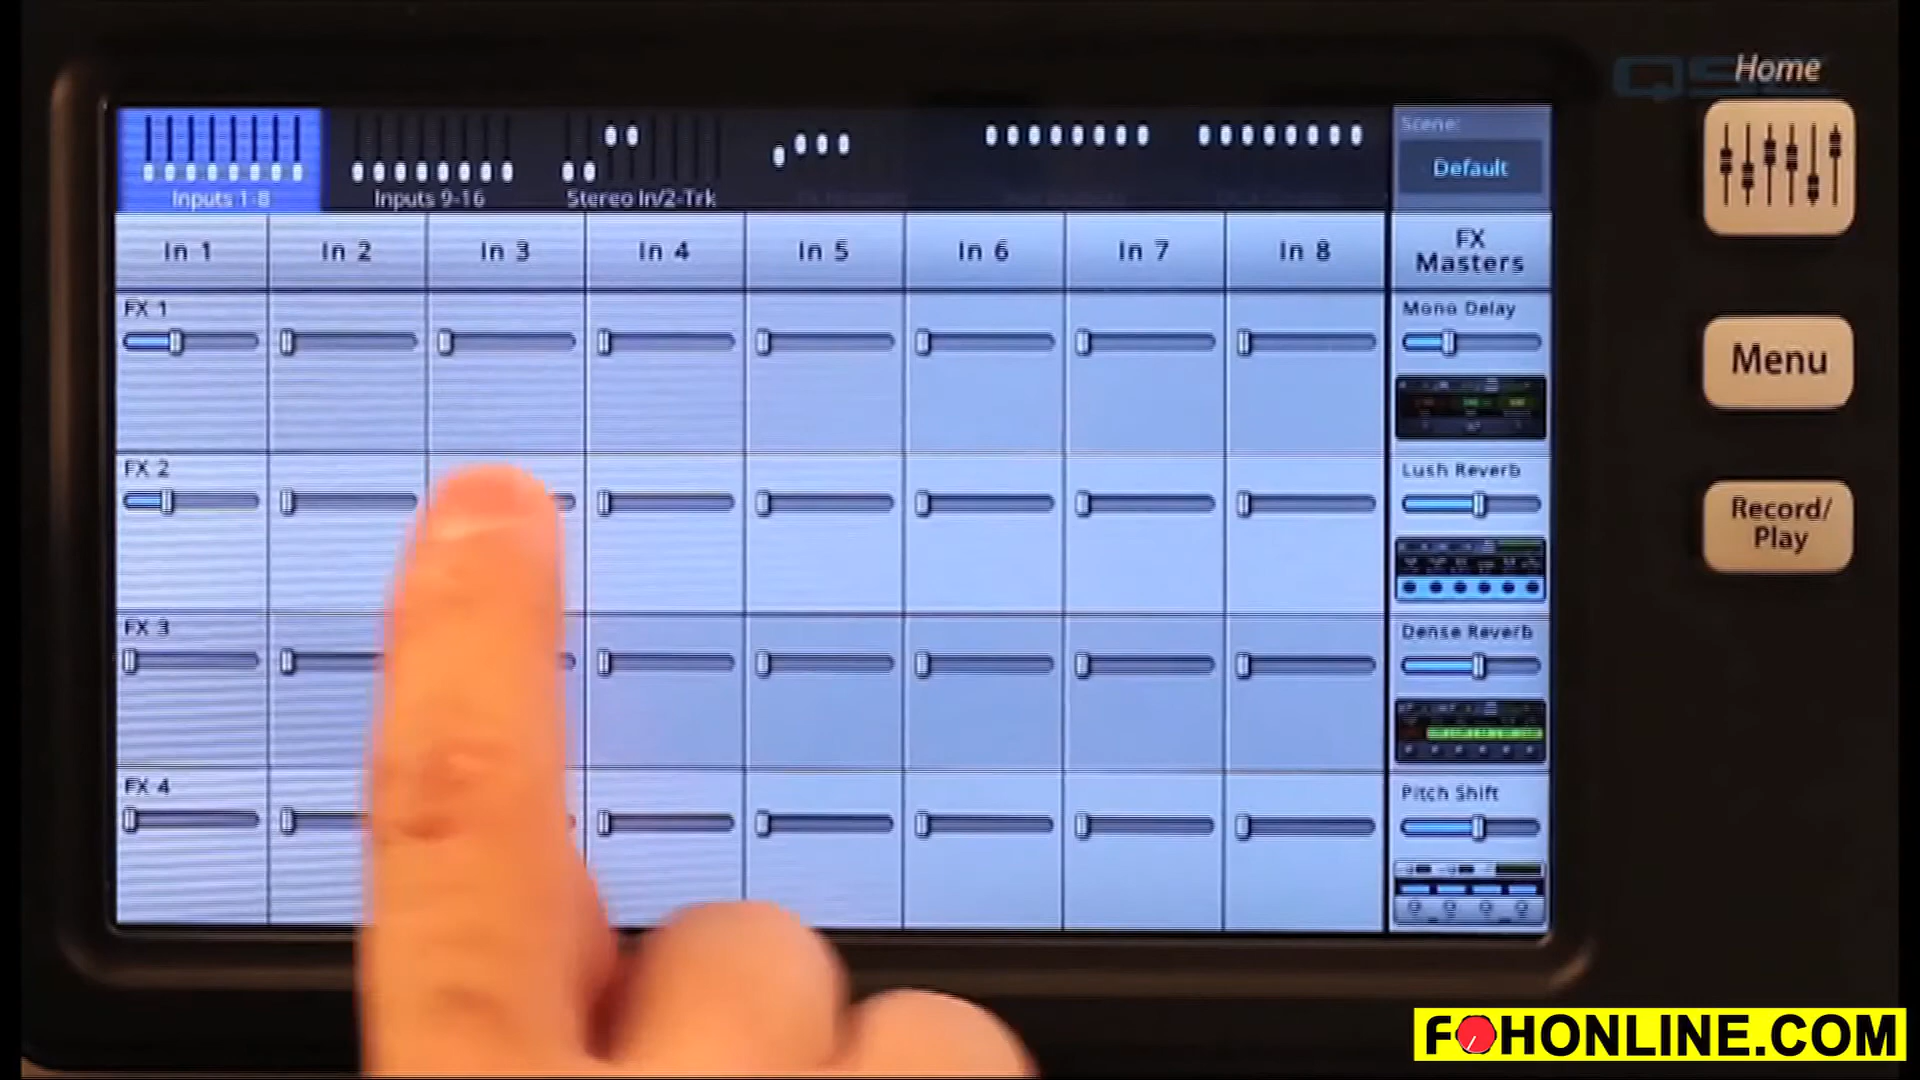 QSC
Home
Scene:
Default
Inputs 1-8
Inputs 9-16
Stereo In/2-Trk
In 1
In 2
In 3
In 4
In 5
In 6
In 7
In 8
FX
Masters
FX 1
Mono Delay
Menu
FX 2
Lush Reverb
Record/
Play
FX 3
Dense Reverb
FX 4
Pitch Shift
FOHONLINE.COM